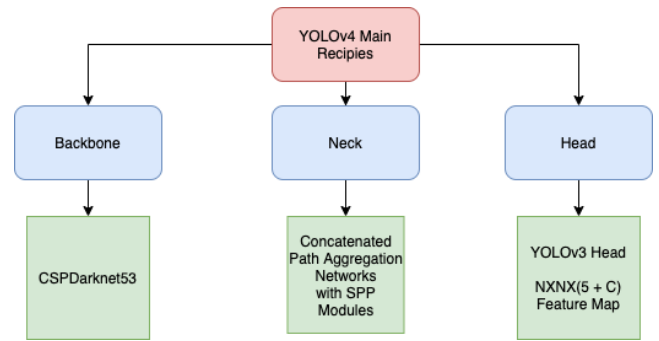 YOLOv4 Main
Recipies
Backbone
Neck
Head
CSPDarknet53
Concatenated
Path Aggregation
Networks
with SPP
Modules
YOLOv3 Head
NXNX(5 + C)
Feature Map